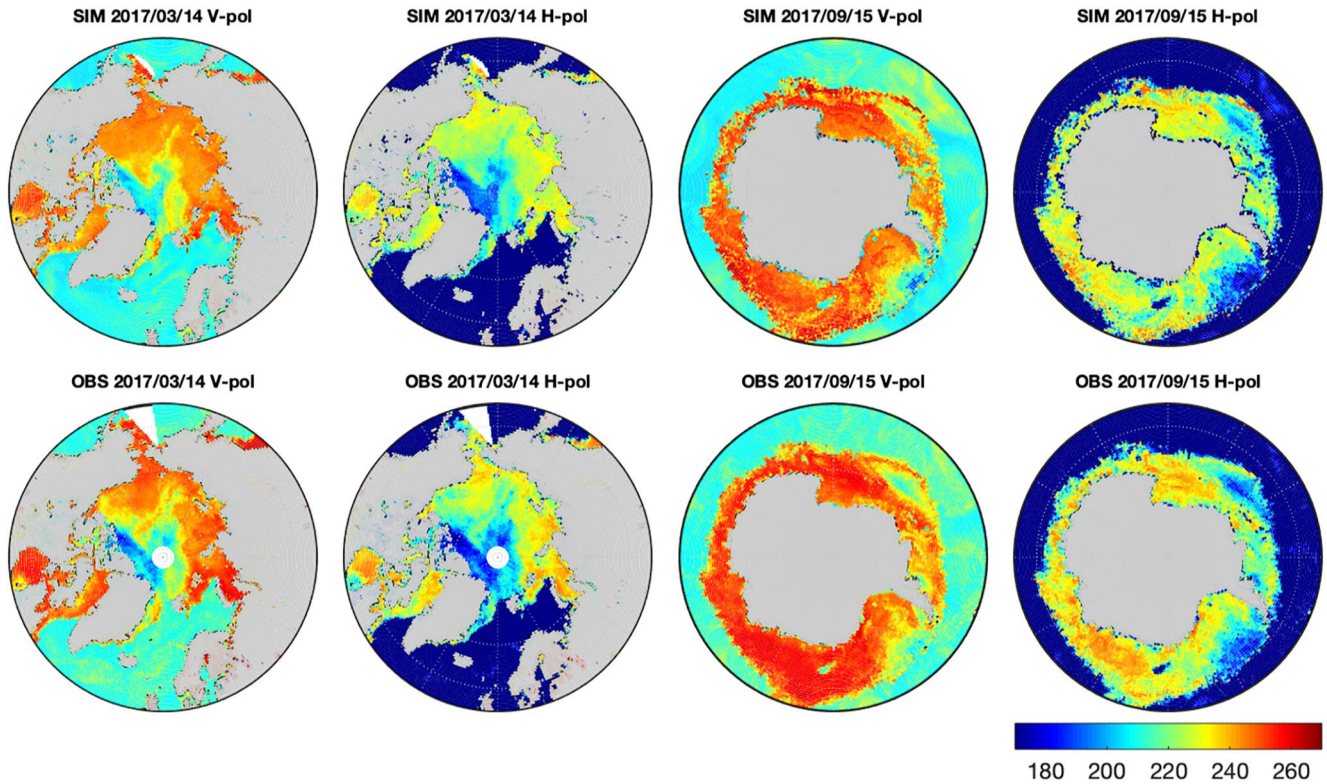 SIM 2017/03/14 V-pol
SIM 2017/03/14 H-pol
SIM 2017/09/15 V-pol
SIM 2017/09/15 H-pol
OBS 2017/03/14 V-pol
OBS 2017/03/14 H-pol
OBS 2017/09/15 V-pol
OBS 2017/09/15 H-pol
180 200 220 240 260